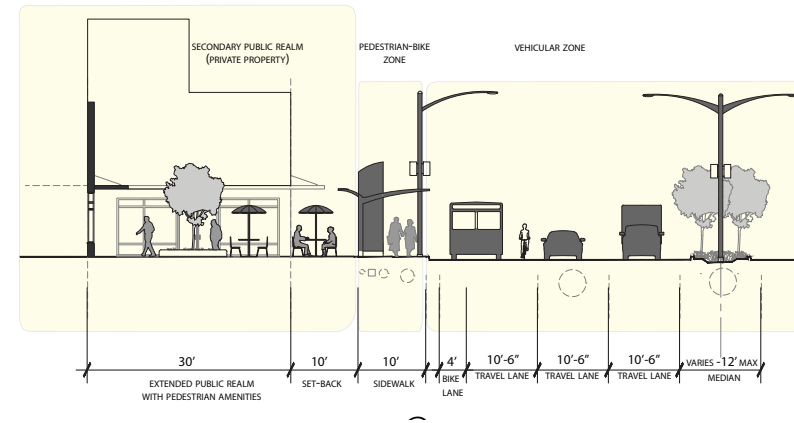 SECONDARY PUBLIC REALM
(PRIVATE PROPERTY)
PEDESTRIAN-BIKE
ZONE
VEHICULAR ZONE
30’
10’
10’
4’
10’-6”
10’-6”
10’-6”
VARIES -12’ MAX
EXTENDED PUBLIC REALM
WITH PEDESTRIAN AMENITIES
SET-BACK
SIDEWALK
BIKE
LANE
TRAVEL LANE
TRAVEL LANE
TRAVEL LANE
MEDIAN